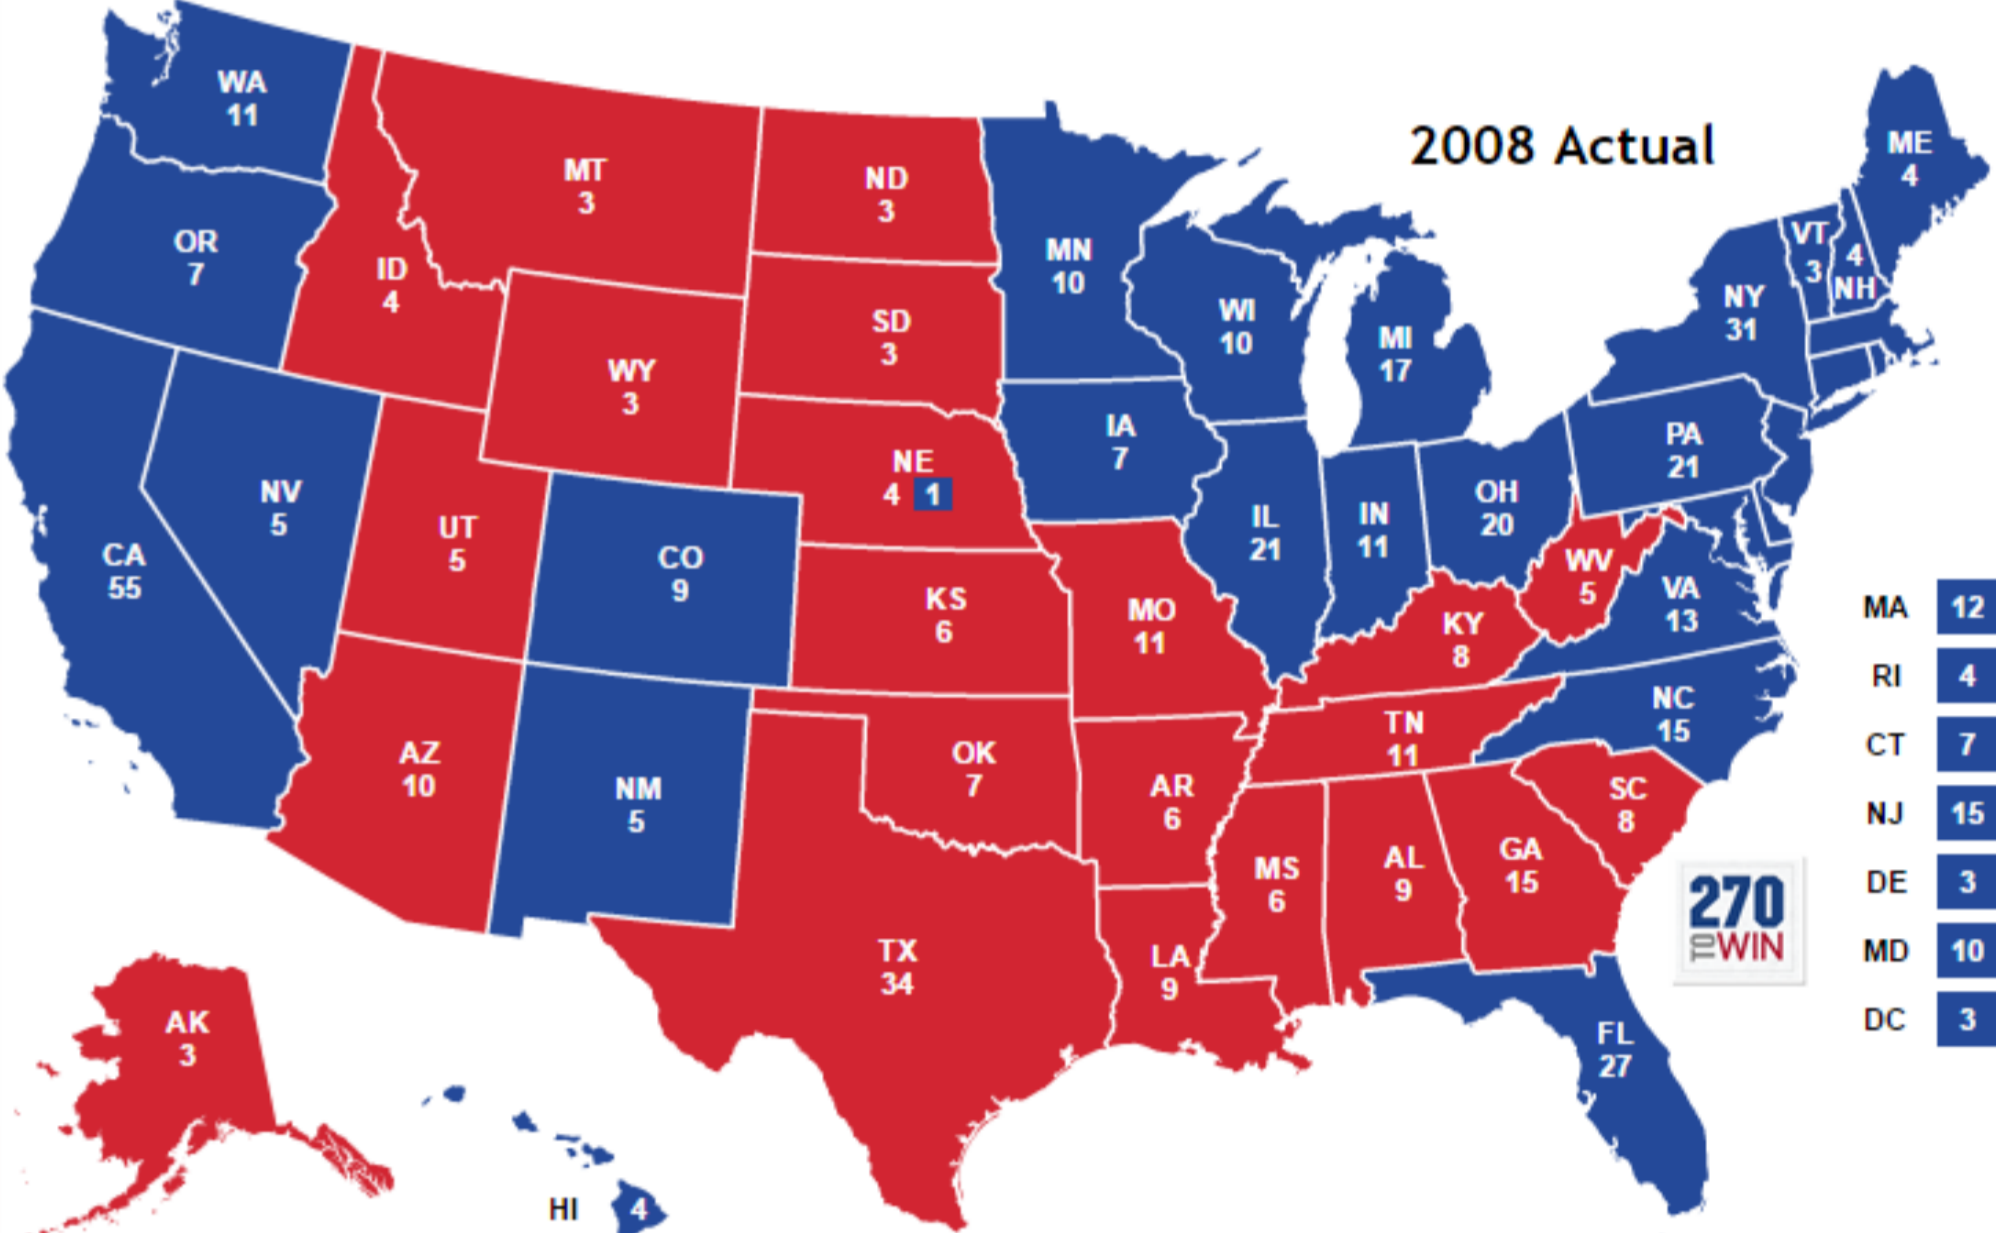 2008 Actual
WA
11
OR
7
CA
55
NV
5
ID
4
MT
3
WY
3
UT
5
AZ
10
CO
9
NM
5
ND
3
SD
3
NE
4 1
KS
6
OK
7
TX
34
MN
10
IA
7
MO
11
AR
6
LA
9
WI
10
IL
21
MI
17
IN
11
OH
20
KY
8
TN
11
MS
6
AL
9
GA
15
FL
27
SC
8
NC
15
VA
13
WV
5
PA
21
NY
31
VT
3
4
NH
ME
4
MA 12
RI 4
CT 7
NJ 15
DE 3
MD 10
DC 3
270
TO WIN
AK
3
HI 4